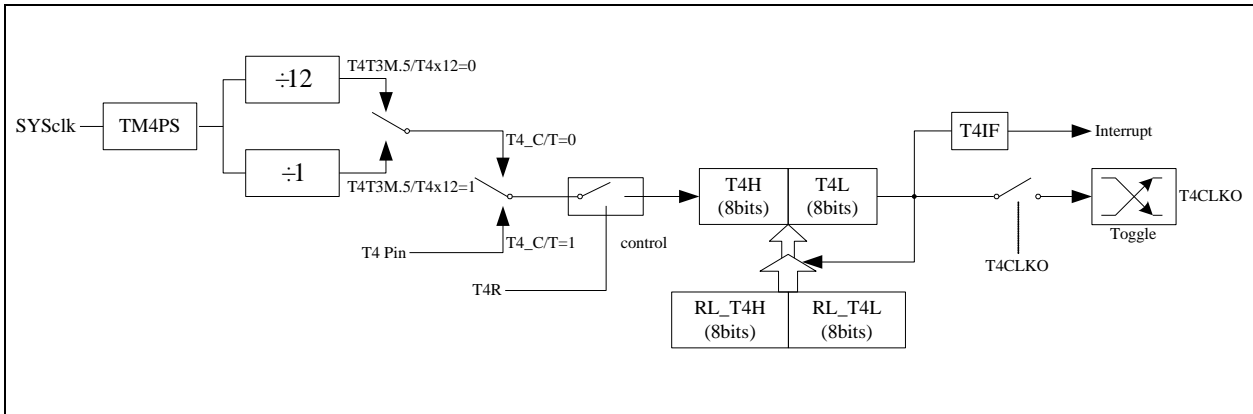 ÷12
T4T3M.5/T4x12=0
SYSclk
TM4PS
÷1
T4T3M.5/T4x12=1
T4_C/T=0
T4_C/T=1
T4 Pin
T4R
control
T4H
(8bits)
T4L
(8bits)
RL_T4H
(8bits)
RL_T4L
(8bits)
T4IF
Interrupt
T4CLKO
Toggle
T4CLKO